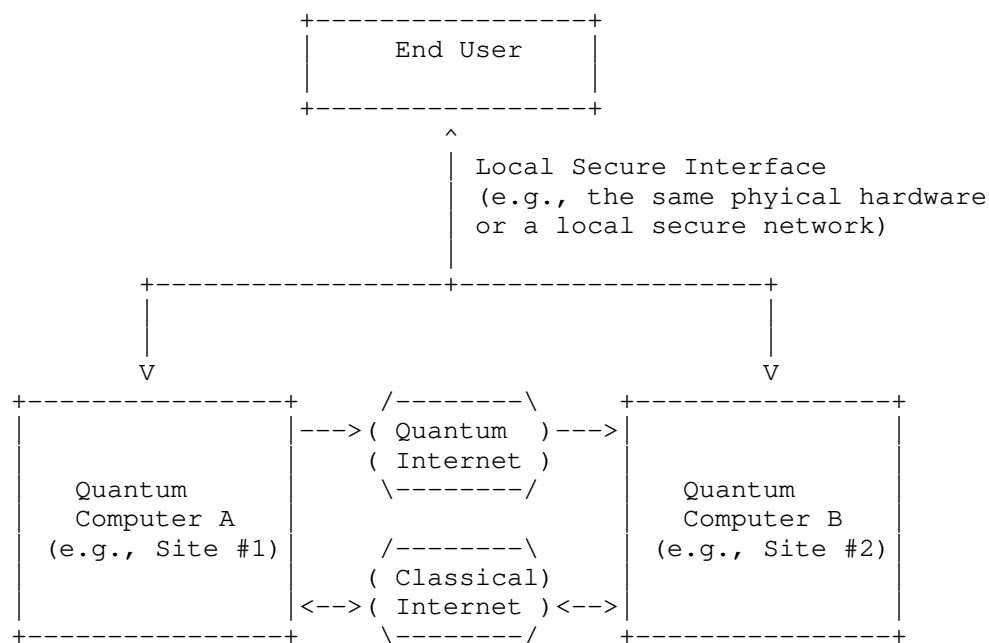 End User
Local Secure Interface
(e.g., the same phyical hardware
or a local secure network)
V V
( Quantum )
( Internet )
Quantum
Computer A
(e.g., Site #1)
Quantum
Computer B
(e.g., Site #2)
( Classical)
( Internet )